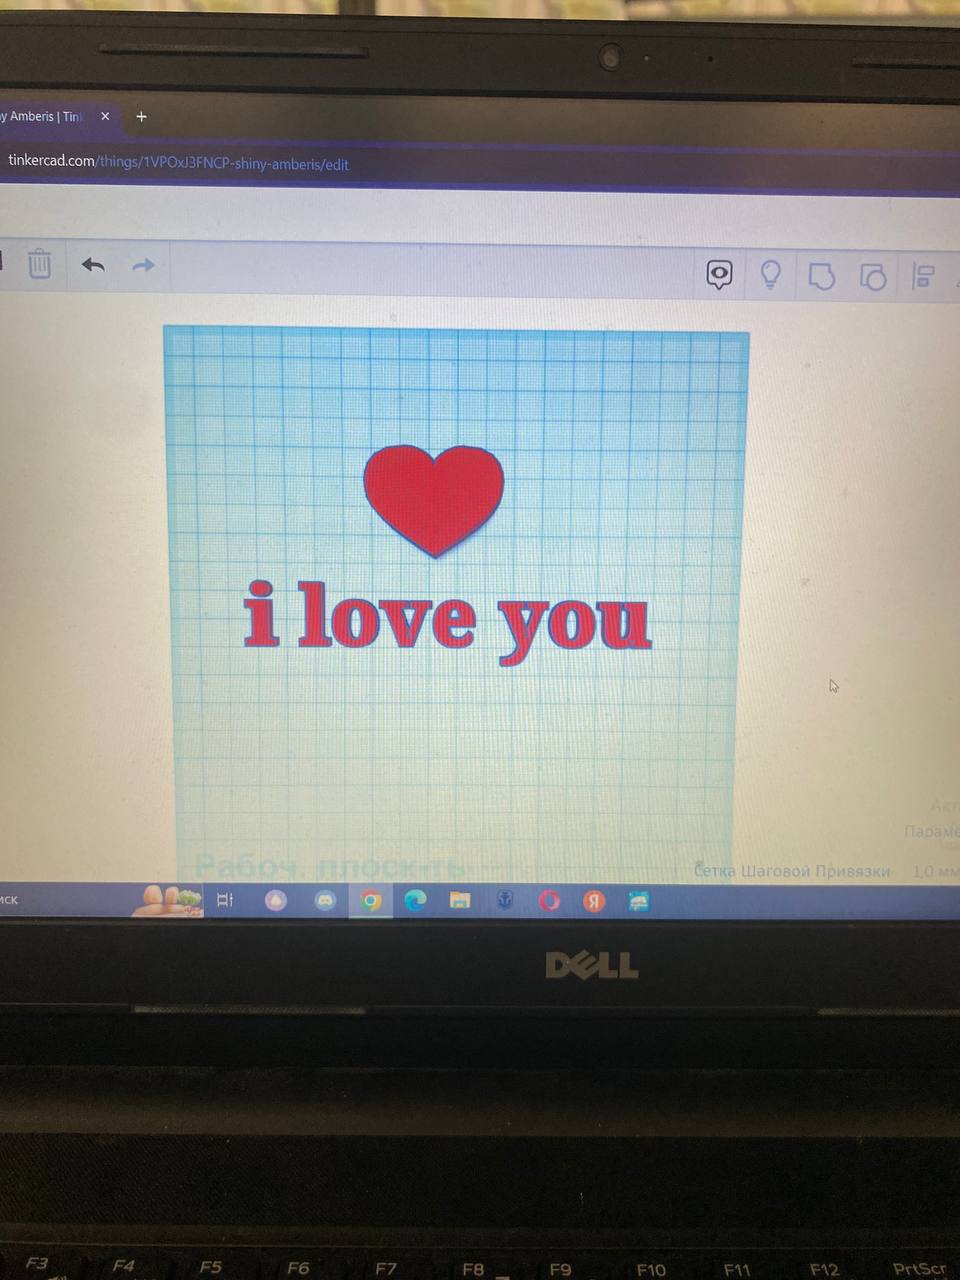 y Amberis | Tin
tinkercad.com/things/1VPOxJ3FNCP-shiny-amberis/edit
i love you
Рабоч. плоск-ть
Сетка Шаговой Привязки 1,0 мм
Параме
Акт
иск
Я
DELL
F3 F4 F5 F6 F7 F8 F9 F10 F11 F12 PrtScr